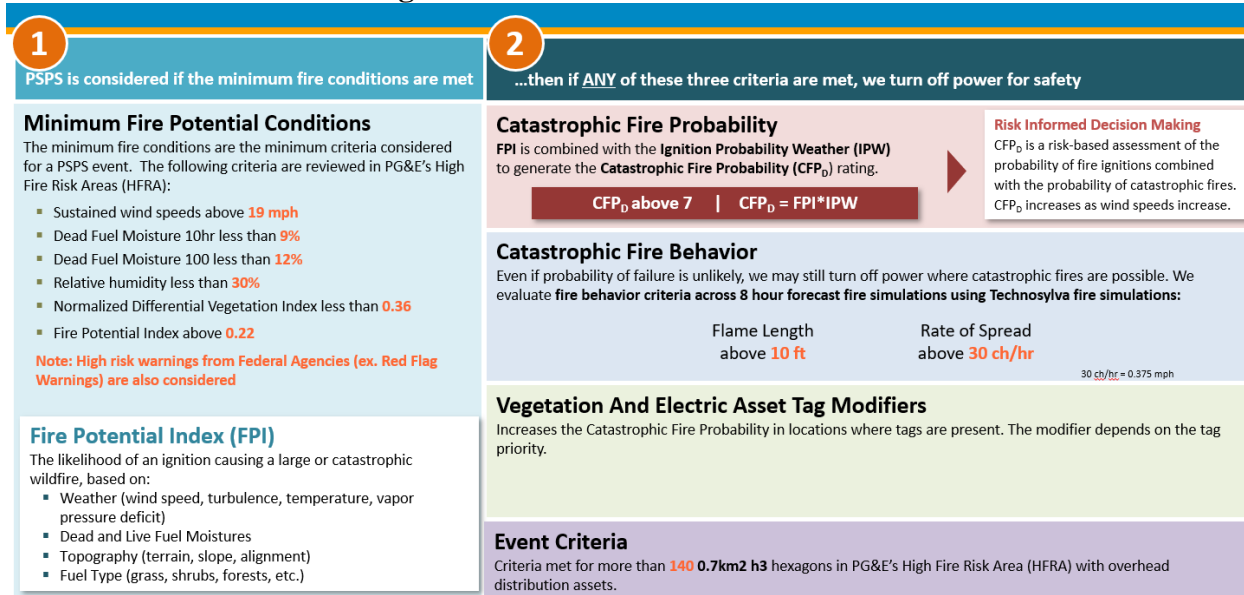 1
PSPS is considered if the minimum fire conditions are met
Minimum Fire Potential Conditions
The minimum fire conditions are the minimum criteria considered
for a PSPS event. The following criteria are reviewed in PG&E's High
Fire Risk Areas (HFRA):
▪ Sustained wind speeds above 19 mph
▪ Dead Fuel Moisture 10hr less than 9%
▪ Dead Fuel Moisture 100 less than 12%
▪ Relative humidity less than 30%
▪ Normalized Differential Vegetation Index less than 0.36
▪ Fire Potential Index above 0.22
Note: High risk warnings from Federal Agencies (ex. Red Flag
Warnings) are also considered
Fire Potential Index (FPI)
The likelihood of an ignition causing a large or catastrophic
wildfire, based on:
▪ Weather (wind speed, turbulence, temperature, vapor
pressure deficit)
▪ Dead and Live Fuel Moistures
▪ Topography (terrain, slope, alignment)
▪ Fuel Type (grass, shrubs, forests, etc.)
2
...then if ANY of these three criteria are met, we turn off power for safety
Catastrophic Fire Probability
FPI is combined with the Ignition Probability Weather (IPW)
to generate the Catastrophic Fire Probability (CFPD) rating.
CFPD above 7 | CFPD = FPI*IPW
Risk Informed Decision Making
CFPD is a risk-based assessment of the
probability of fire ignitions combined
with the probability of catastrophic fires.
CFPD increases as wind speeds increase.
Catastrophic Fire Behavior
Even if probability of failure is unlikely, we may still turn off power where catastrophic fires are possible. We
evaluate fire behavior criteria across 8 hour forecast fire simulations using Technosylva fire simulations:
Flame Length
above 10 ft
Rate of Spread
above 30 ch/hr
30 ch/hr = 0.375 mph
Vegetation And Electric Asset Tag Modifiers
Increases the Catastrophic Fire Probability in locations where tags are present. The modifier depends on the tag
priority.
Event Criteria
Criteria met for more than 140 0.7km2 h3 hexagons in PG&E's High Fire Risk Area (HFRA) with overhead
distribution assets.